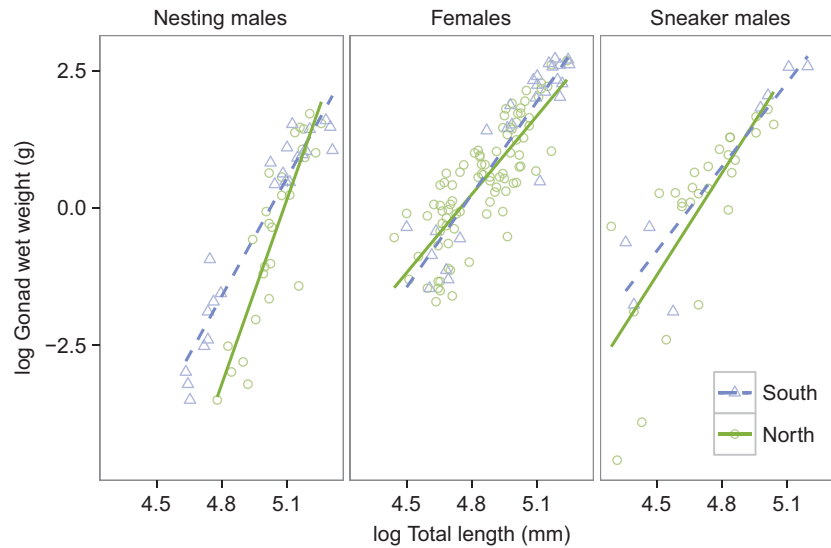 Nesting males
Females
Sneaker males
log Gonad wet weight (g)
2.5
0.0
−2.5
South
North
4.5 4.8 5.1
4.5 4.8 5.1
4.5 4.8 5.1
log Total length (mm)